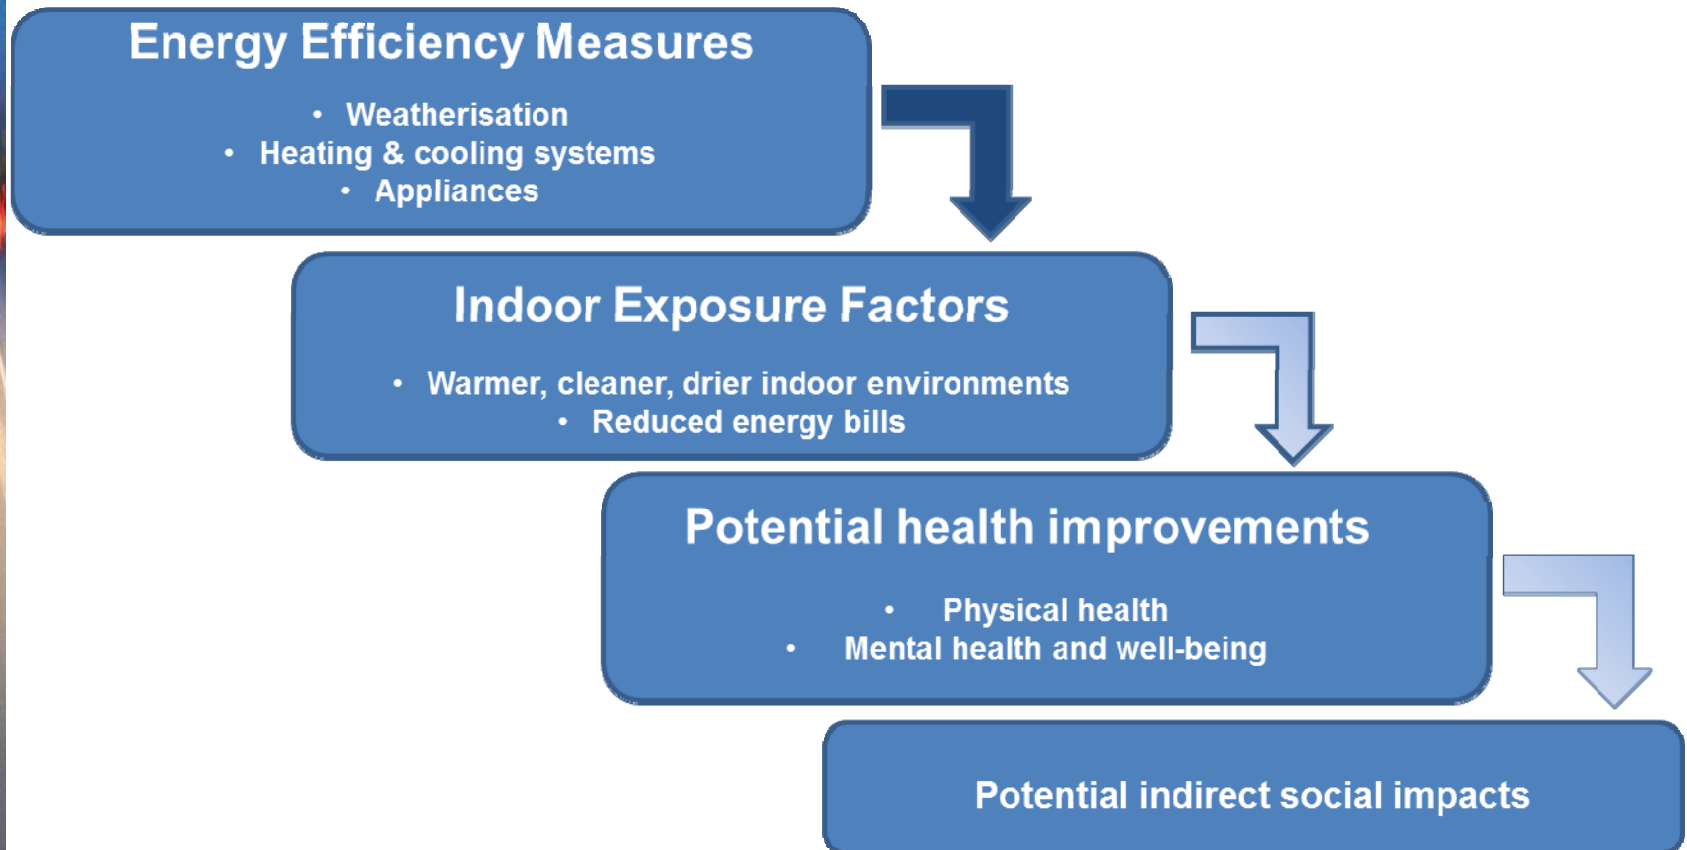 Energy Efficiency Measures
• Weatherisation
• Heating & cooling systems
• Appliances
Indoor Exposure Factors
• Warmer, cleaner, drier indoor environments
• Reduced energy bills
Potential health improvements
• Physical health
• Mental health and well-being
Potential indirect social impacts